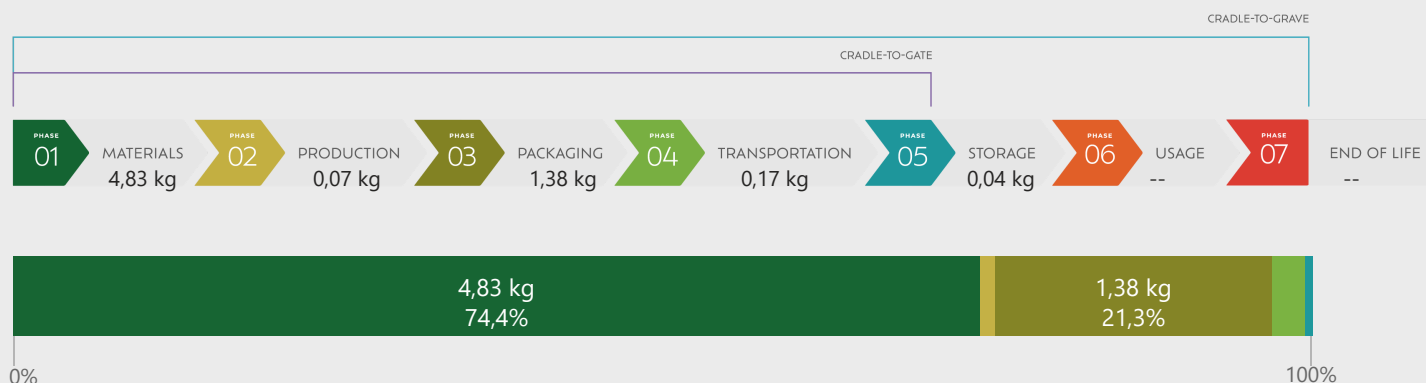 CRADLE-TO-GRAVE
CRADLE-TO-GATE
PHASE
01
MATERIALS
4,83 kg
PHASE
02
PRODUCTION
0,07 kg
PHASE
03
PACKAGING
1,38 kg
PHASE
04
TRANSPORTATION
0,17 kg
PHASE
05
STORAGE
0,04 kg
PHASE
06
USAGE
--
PHASE
07
END OF LIFE
--
4,83 kg
74,4%
1,38 kg
21,3%
0%
100%